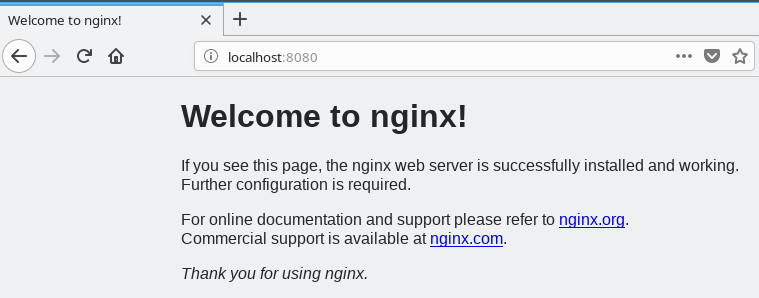 Welcome to nginx!
localhost:8080
Welcome to nginx!
If you see this page, the nginx web server is successfully installed and working.
Further configuration is required.
For online documentation and support please refer to nginx.org.
Commercial support is available at nginx.com.
Thank you for using nginx.